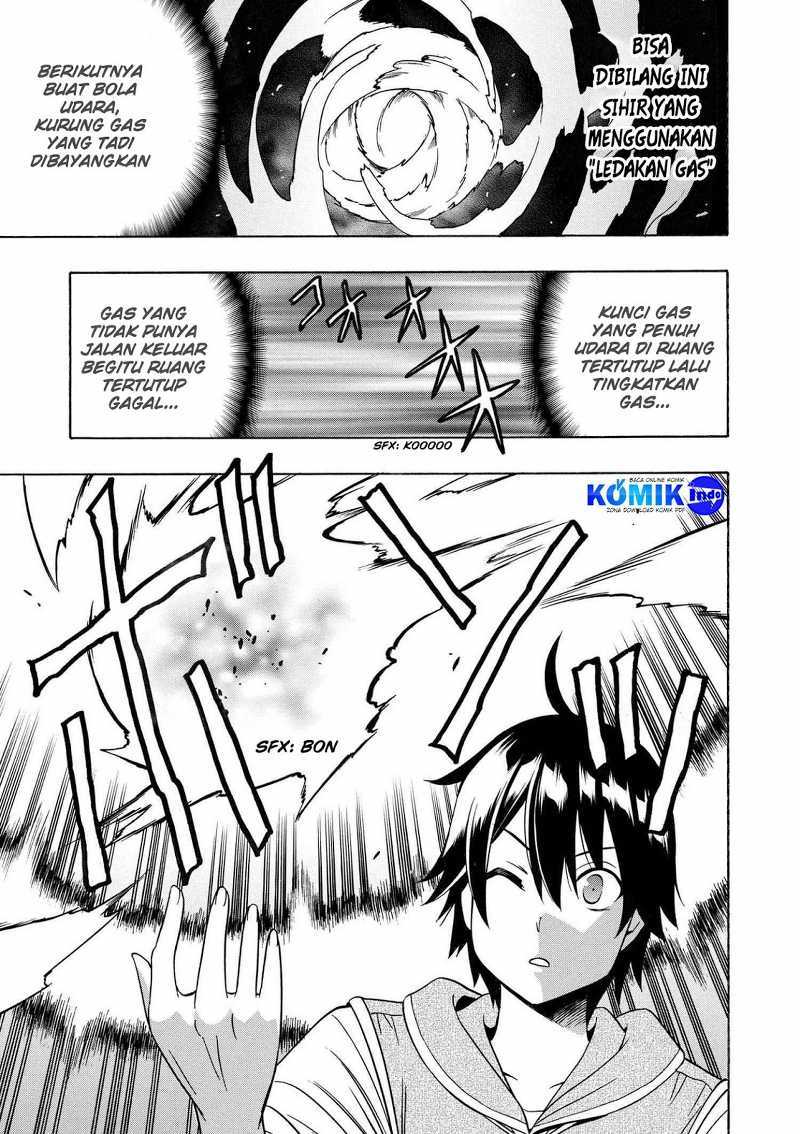 BISA
DIBILANG INI
SIHIR YANG
MENGGUNAKAN
"LEDAKAN GAS"
BERIKUTNYA
BUAT BOLA
UDARA,
KURUNG GAS
YANG TADI
DIBAYANGKAN
KUNCI GAS
YANG PENUH
UDARA DI RUANG
TERTUTUP LALU
TINGKATKAN
GAS...
GAS YANG
TIDAK PUNYA
JALAN KELUAR
BEGITU RUANG
TERTUTUP
GAGAL...
SFX: KOOOOO
BACA ONLINE KOMIK
KOMIK Indo
ZONA DOWNLOAD KOMIK PDF
SFX: BON